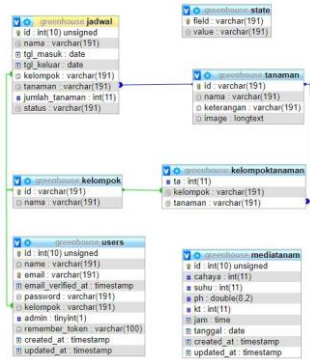 greenhouse jadwal
id : int(10) unsigned
nama : varchar(191)
tgl_masuk : date
tgl_keluar : date
kelompok : varchar(191)
tanaman : varchar(191)
jumlah_tanaman : int(11)
status : varchar(191)
greenhouse state
field : varchar(191)
value : varchar(191)
greenhouse tanaman
id : varchar(191)
nama : varchar(191)
keterangan : varchar(191)
image : longtext
greenhouse kelompok
id : varchar(191)
nama : varchar(191)
greenhouse kelompoktanaman
ta : int(11)
kelompok : varchar(191)
tanaman : varchar(191)
greenhouse users
id : int(10) unsigned
name : varchar(191)
email : varchar(191)
email_verified_at : timestamp
password : varchar(191)
kelompok : varchar(191)
admin : tinyint(1)
remember_token : varchar(100)
created_at : timestamp
updated_at : timestamp
greenhouse mediatanam
id : int(10) unsigned
cahaya : int(11)
suhu : int(11)
ph : double(8,2)
kt : int(11)
jam : time
tanggal : date
created_at : timestamp
updated_at : timestamp